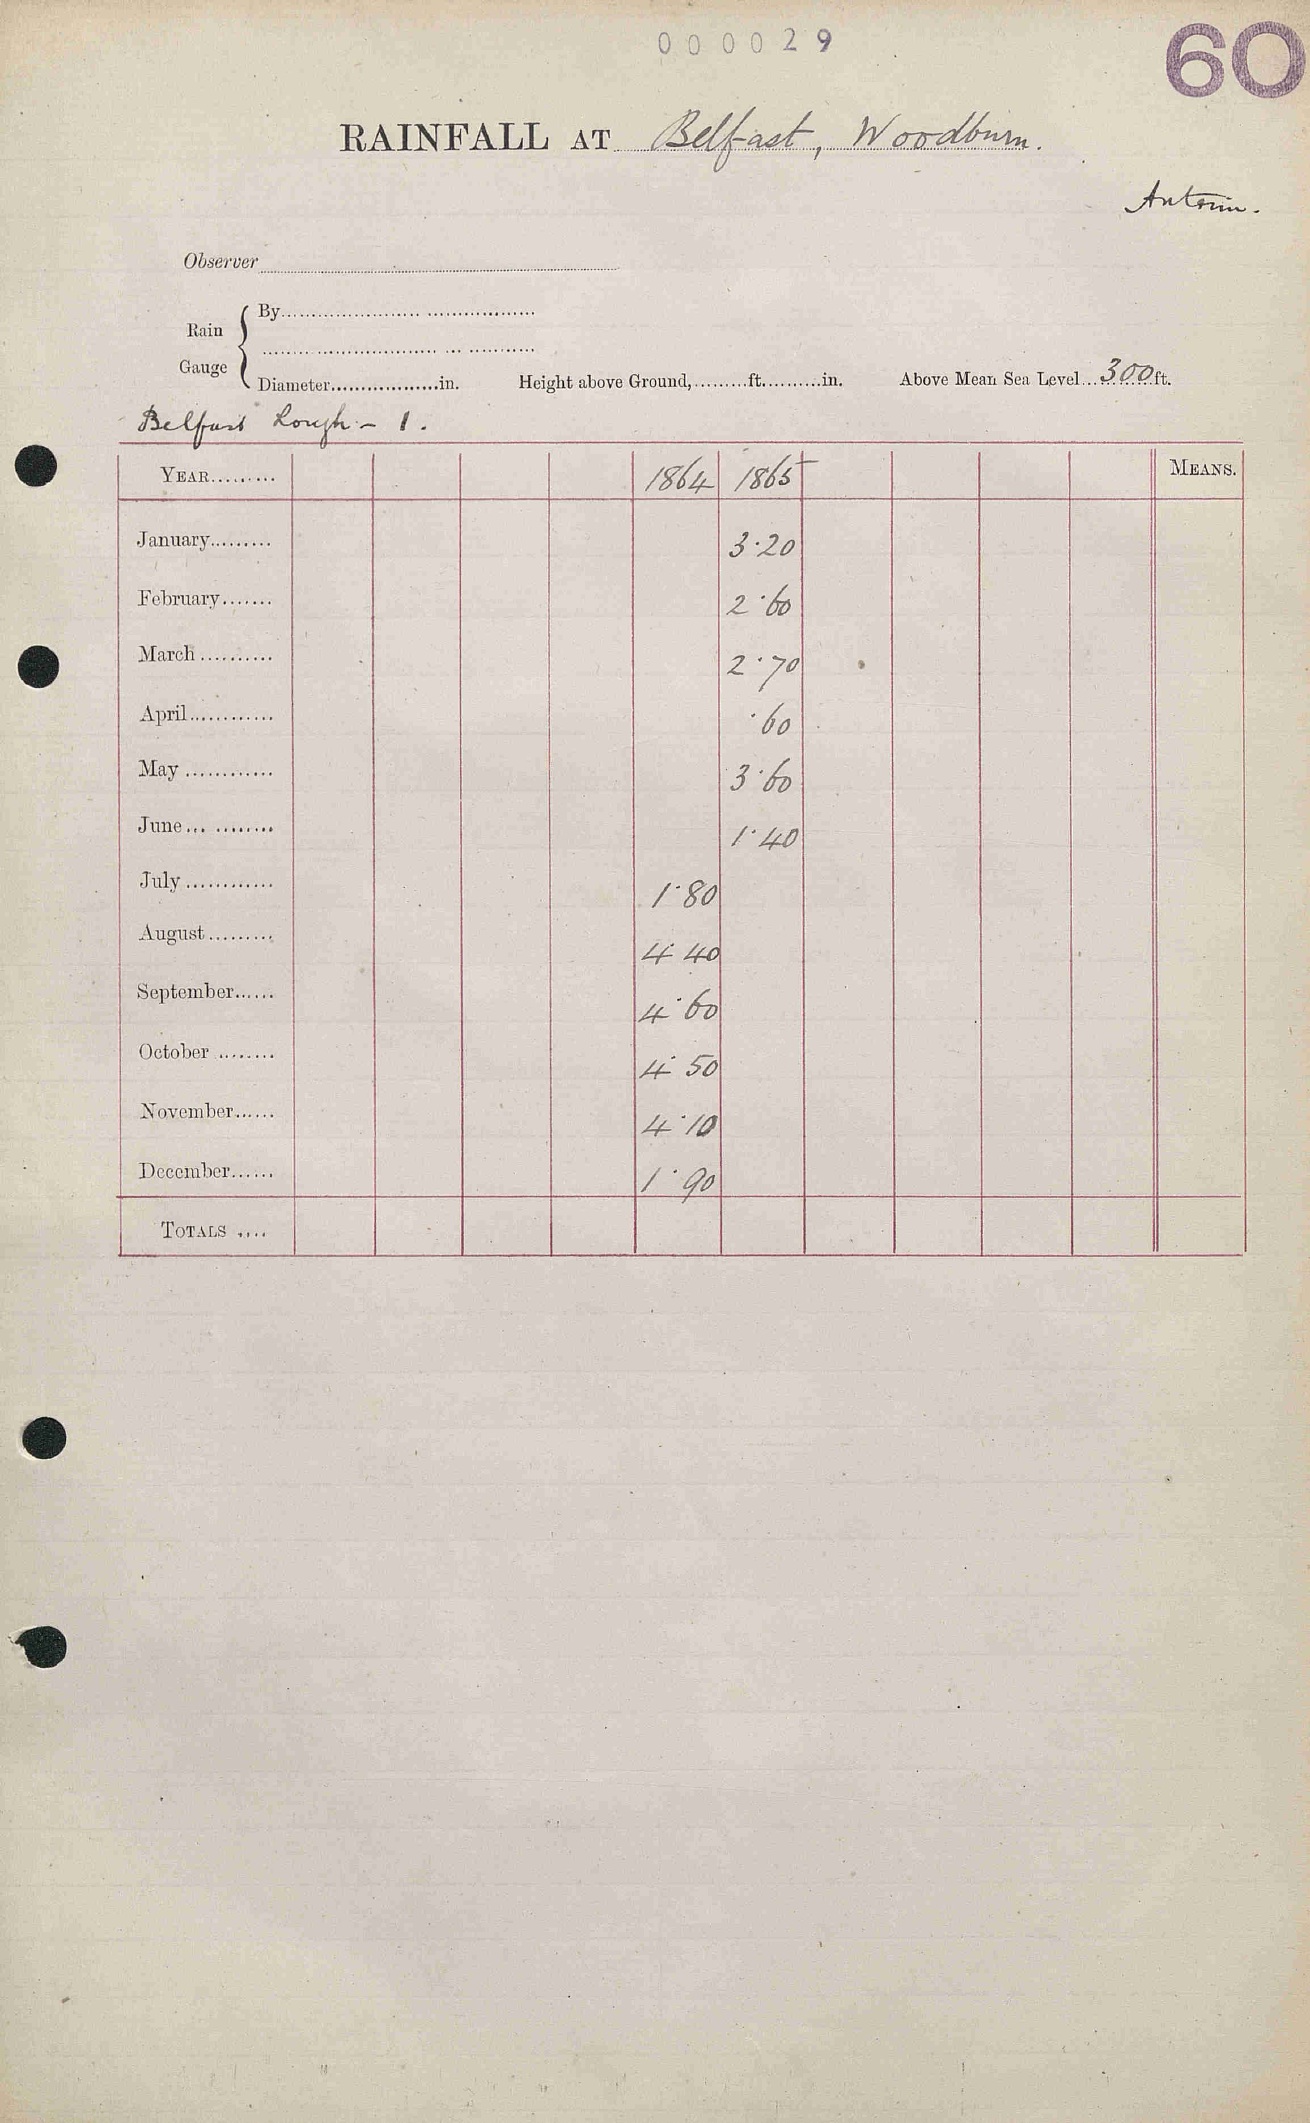 000029
60
RAINFALL AT Belfast, Woodburn.
Antrim.
Observer
Rain Gauge { By
Diameter..................in. Height above Ground,.........ft..........in. Above Mean Sea Level...300ft.
Belfast Lough - 1.
YEAR......... 1864 1865 MEANS.
January......... 3·20
February....... 2·60
March.......... 2·70
April............ ·60
May............ 3·60
June... ........ 1·40
July............ 1·80
August......... 4 40
September...... 4·60
October........ 4 50
November...... 4·10
December...... 1·90
TOTALS ....